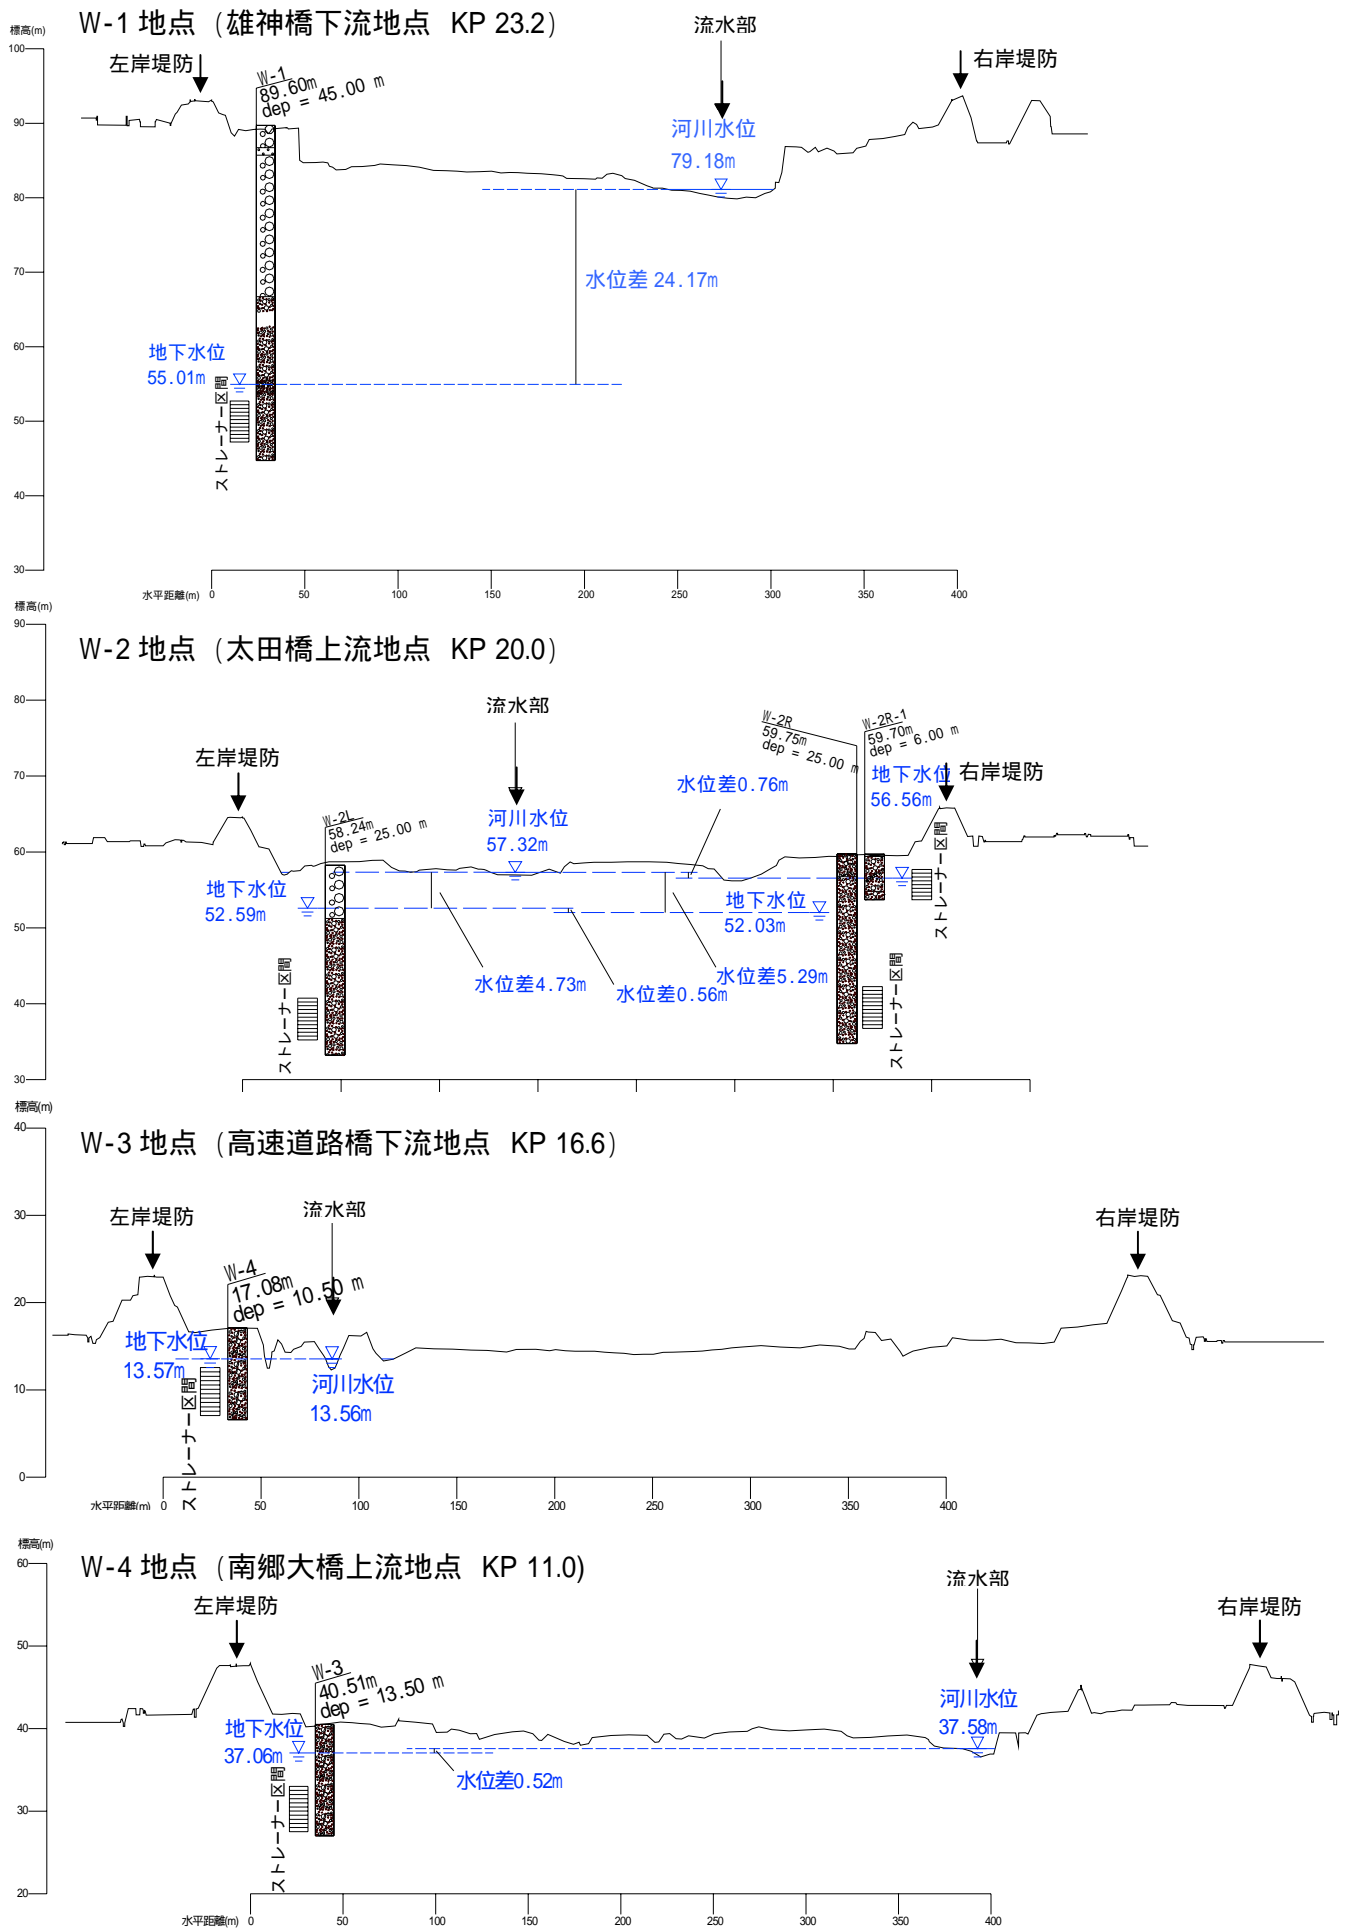 W-1 地点 (雄神橋下流地点 KP 23.2)
標高(m)
流水部
左岸堤防
右岸堤防
W-1
89.60m
dep = 45.00 m
河川水位
79.18m
水位差 24.17m
地下水位
55.01m
ストレーナー区間
100
90
80
70
60
50
40
30
水平距離(m)
0
50
100
150
200
250
300
350
400
標高(m)
W-2 地点 (太田橋上流地点 KP 20.0)
90
80
70
60
50
40
30
流水部
左岸堤防
右岸堤防
W-2L
58.24m
dep = 25.00 m
W-2R
59.75m
dep = 25.00 m
W-2R-1
59.70m
dep = 6.00 m
河川水位
57.32m
水位差0.76m
地下水位
56.56m
地下水位
52.59m
地下水位
52.03m
水位差4.73m
水位差0.56m
水位差5.29m
ストレーナー区間
ストレーナー区間
ストレーナー区間
標高(m)
W-3 地点 (高速道路橋下流地点 KP 16.6)
40
30
20
10
0
左岸堤防
流水部
右岸堤防
W-4
17.08m
dep = 10.50 m
地下水位
13.57m
河川水位
13.56m
ストレーナー区間
水平距離(m)
0
50
100
150
200
250
300
350
400
標高(m)
W-4 地点 (南郷大橋上流地点 KP 11.0)
60
50
40
30
20
左岸堤防
流水部
右岸堤防
W-3
40.51m
dep = 13.50 m
地下水位
37.06m
河川水位
37.58m
水位差0.52m
ストレーナー区間
水平距離(m)
0
50
100
150
200
250
300
350
400